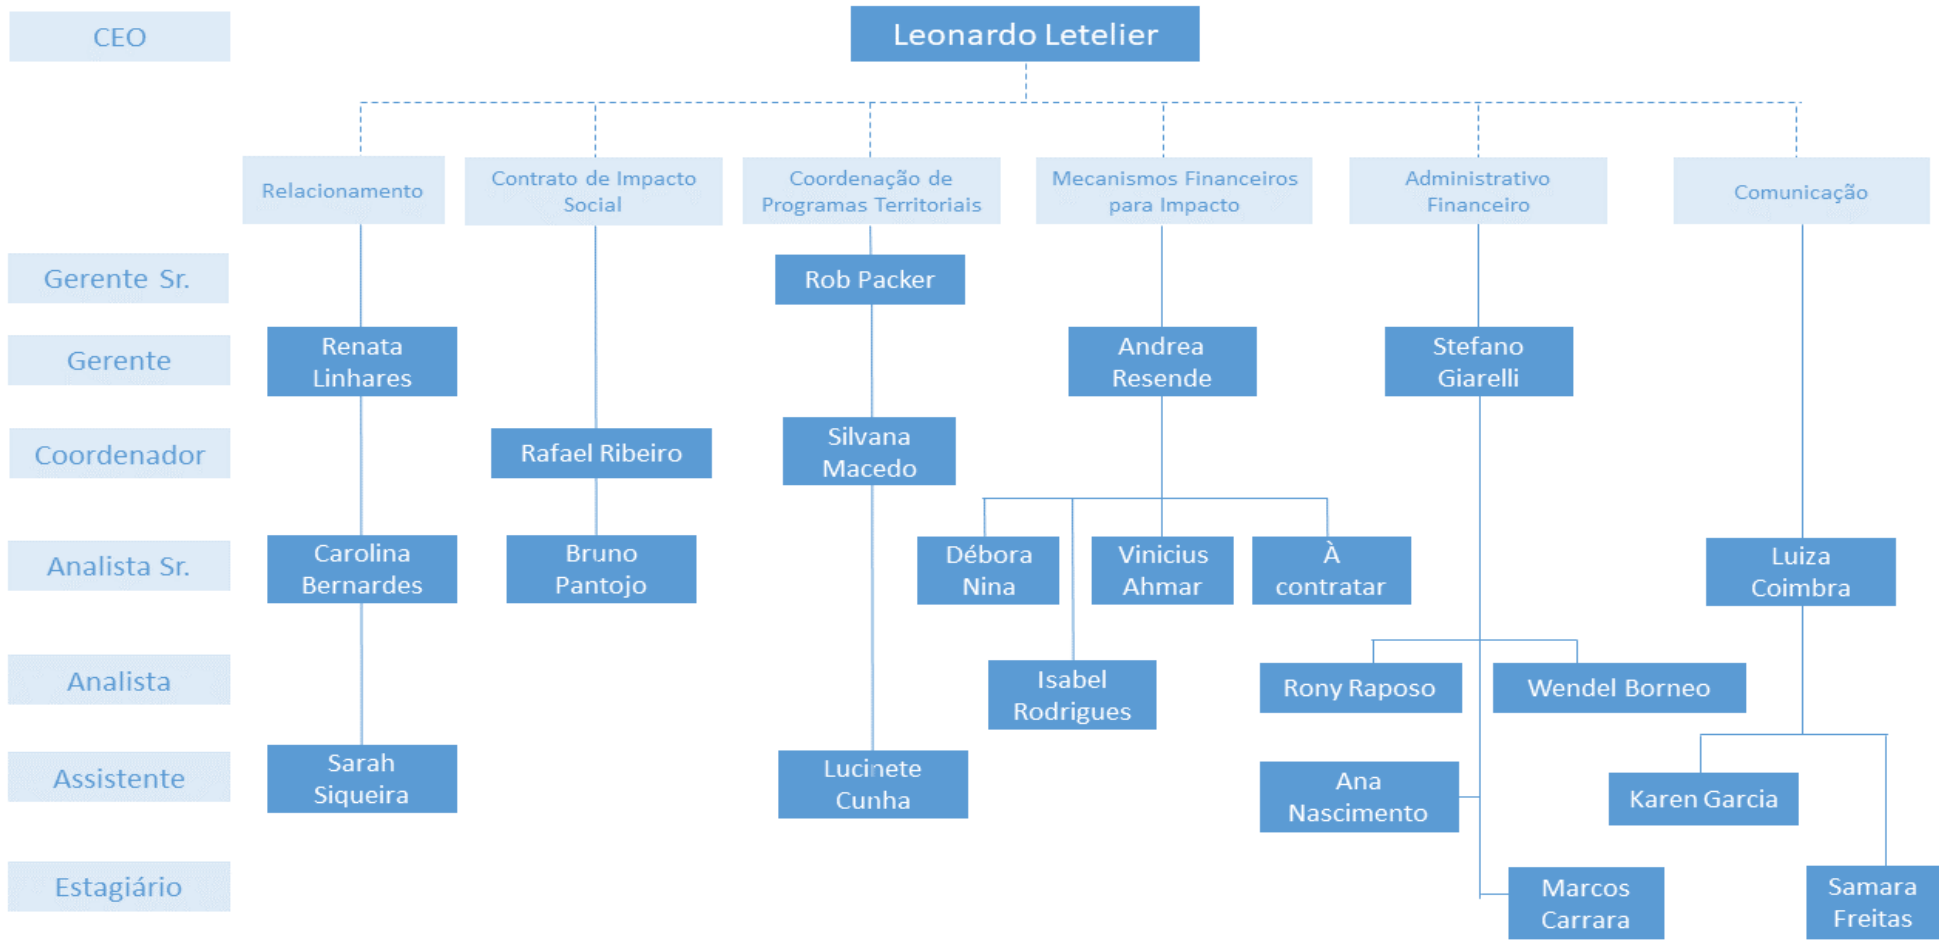 CEO
Leonardo Letelier
Relacionamento
Contrato de Impacto
Social
Coordenação de
Programas Territoriais
Mecanismos Financeiros
para Impacto
Administrativo
Financeiro
Comunicação
Gerente Sr.
Rob Packer
Gerente
Renata
Linhares
Andrea
Resende
Stefano
Giarelli
Coordenador
Rafael Ribeiro
Silvana
Macedo
Analista Sr.
Carolina
Bernardes
Bruno
Pantojo
Débora
Nina
Vinicius
Ahmar
À
contratar
Luiza
Coimbra
Analista
Isabel
Rodrigues
Rony Raposo
Wendel Borneo
Assistente
Sarah
Siqueira
Lucinete
Cunha
Ana
Nascimento
Karen Garcia
Estagiário
Marcos
Carrara
Samara
Freitas